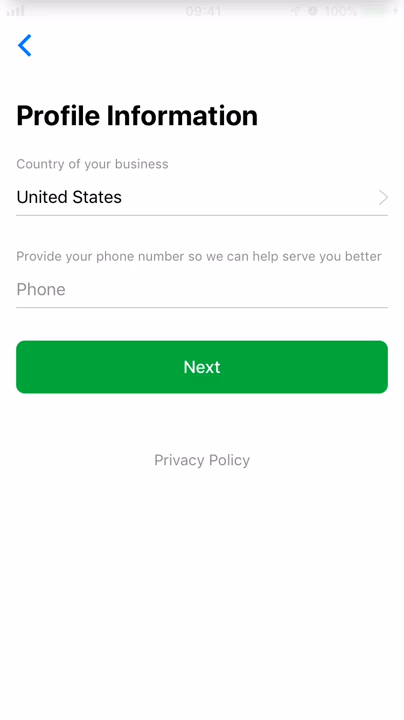 09:41 100%
Profile Information
Country of your business
United States
Provide your phone number so we can help serve you better
Phone
Next
Privacy Policy